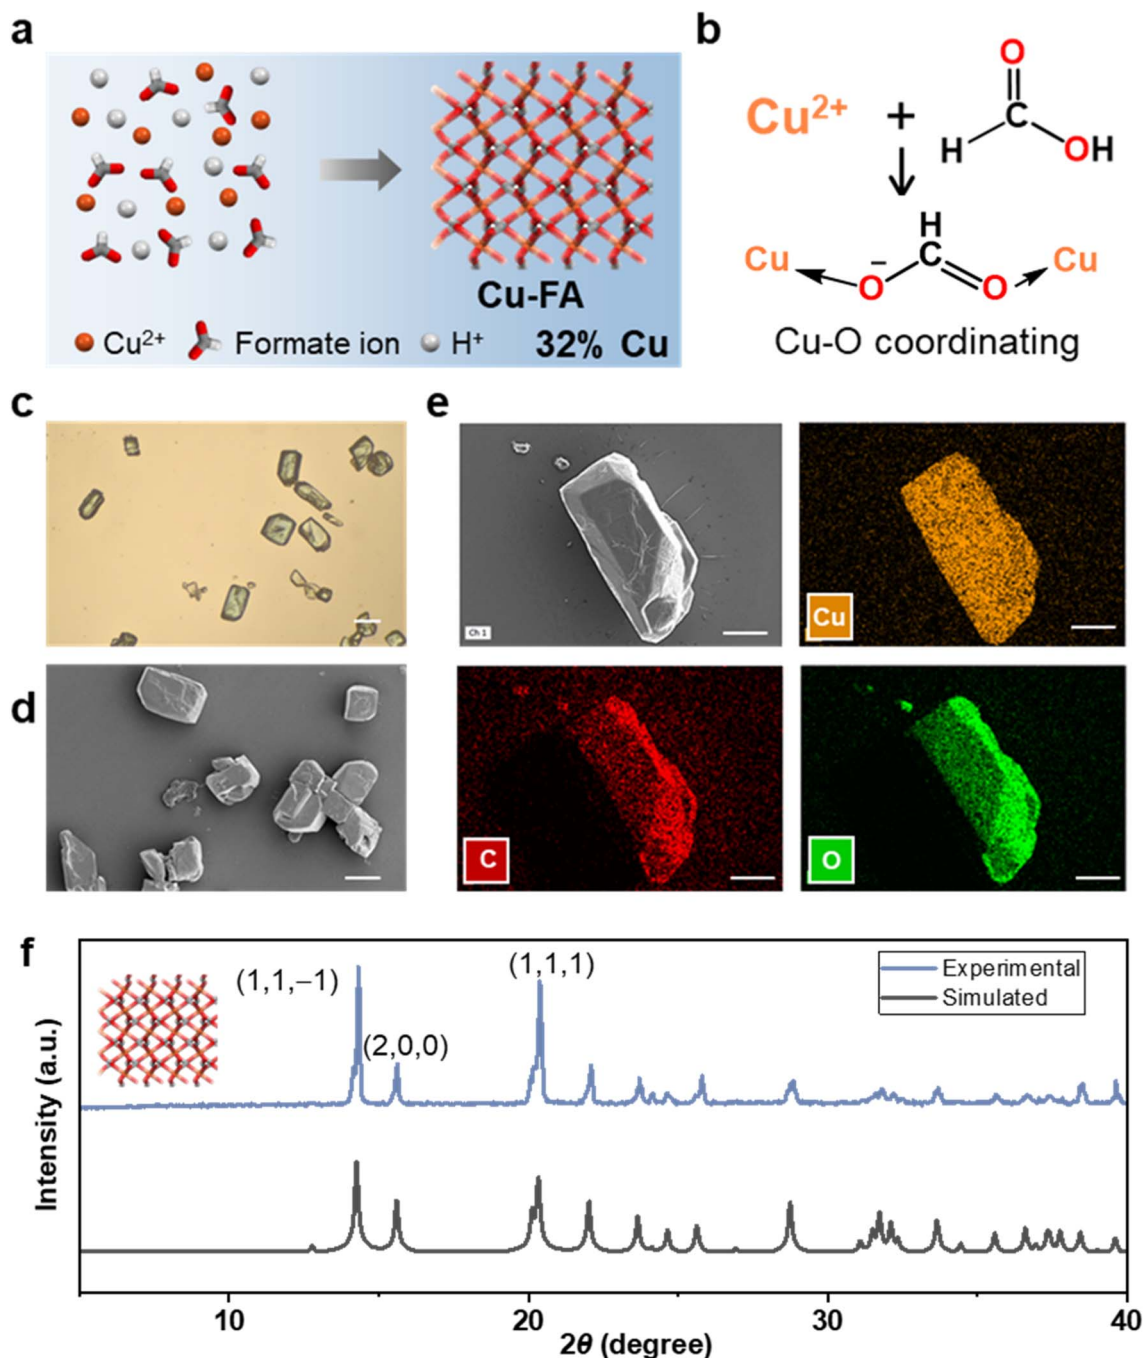 a
Cu-FA
Cu²⁺ Formate ion H⁺ 32% Cu
b
Cu²⁺ +
O
C
H
OH
H
Cu O⁻ C O Cu
Cu-O coordinating
c
d
e
Ch 1
Cu
C
O
f
(1,1,−1)
(2,0,0)
(1,1,1)
Experimental
Simulated
Intensity (a.u.)
10 20 30 40
2θ (degree)